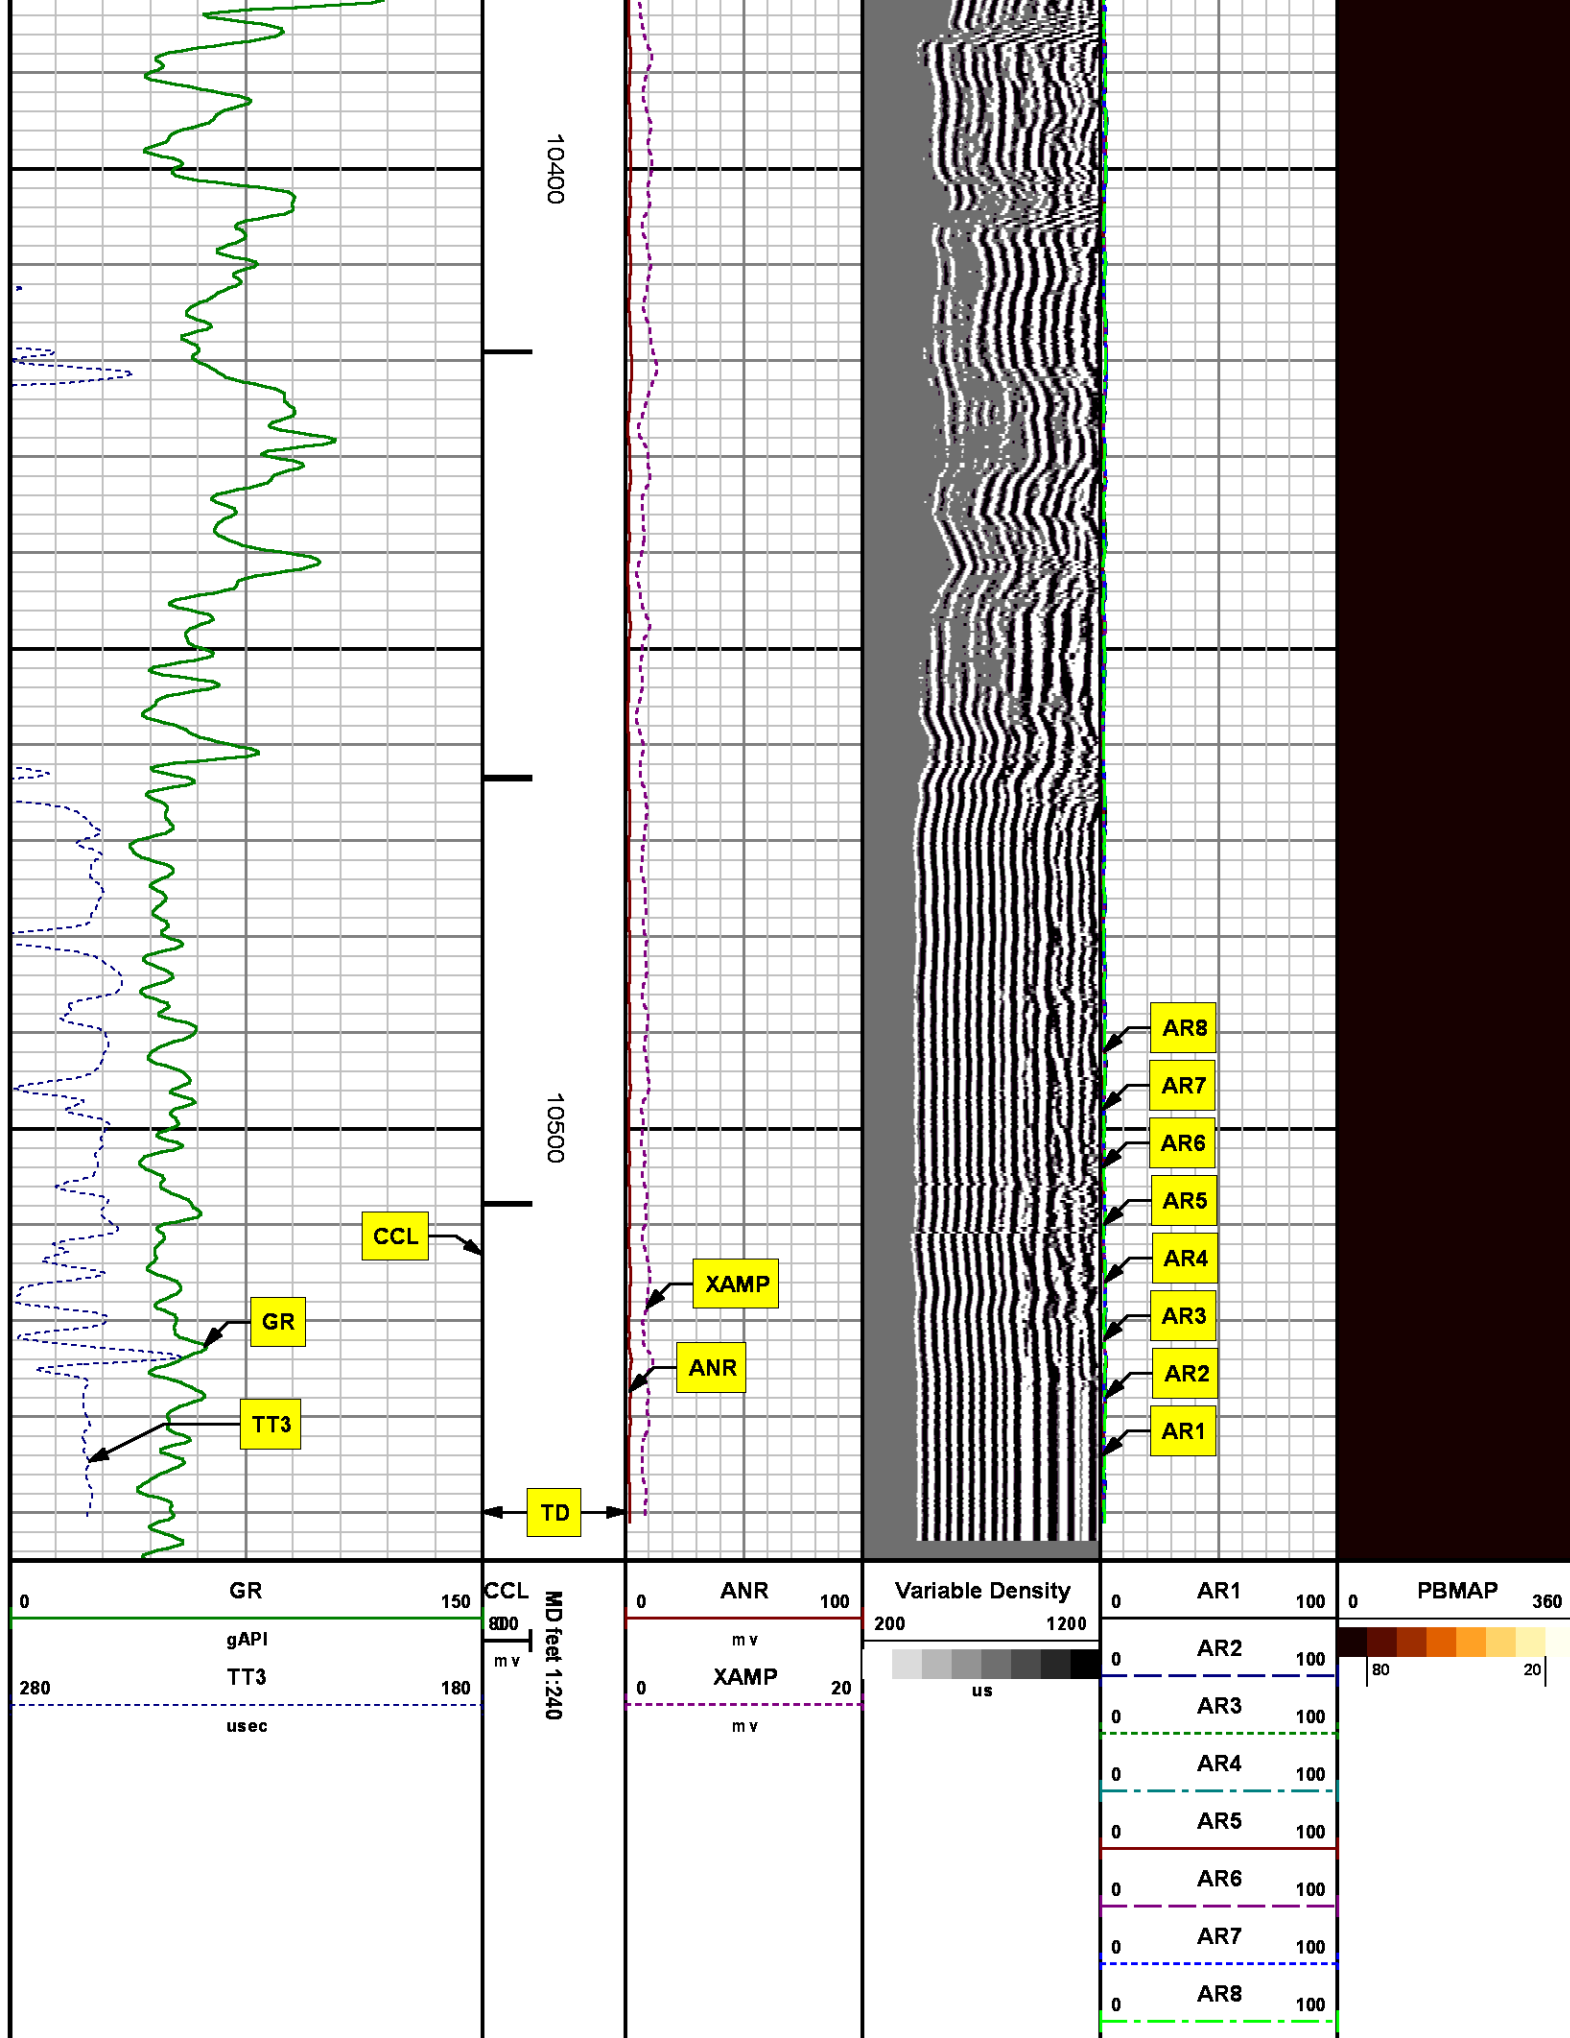 10400
10500
AR8
AR7
AR6
AR5
CCL
AR4
XAMP
AR3
GR
ANR
AR2
TT3
AR1
TD
GR
0
150
gAPI
TT3
280
180
usec
CCL
mv
MD feet 1:240
ANR
0
100
mv
XAMP
0
20
mv
Variable Density
200
1200
us
AR1
0
100
AR2
0
100
AR3
0
100
AR4
0
100
AR5
0
100
AR6
0
100
AR7
0
100
AR8
0
100
PBMAP
0
360
80
20